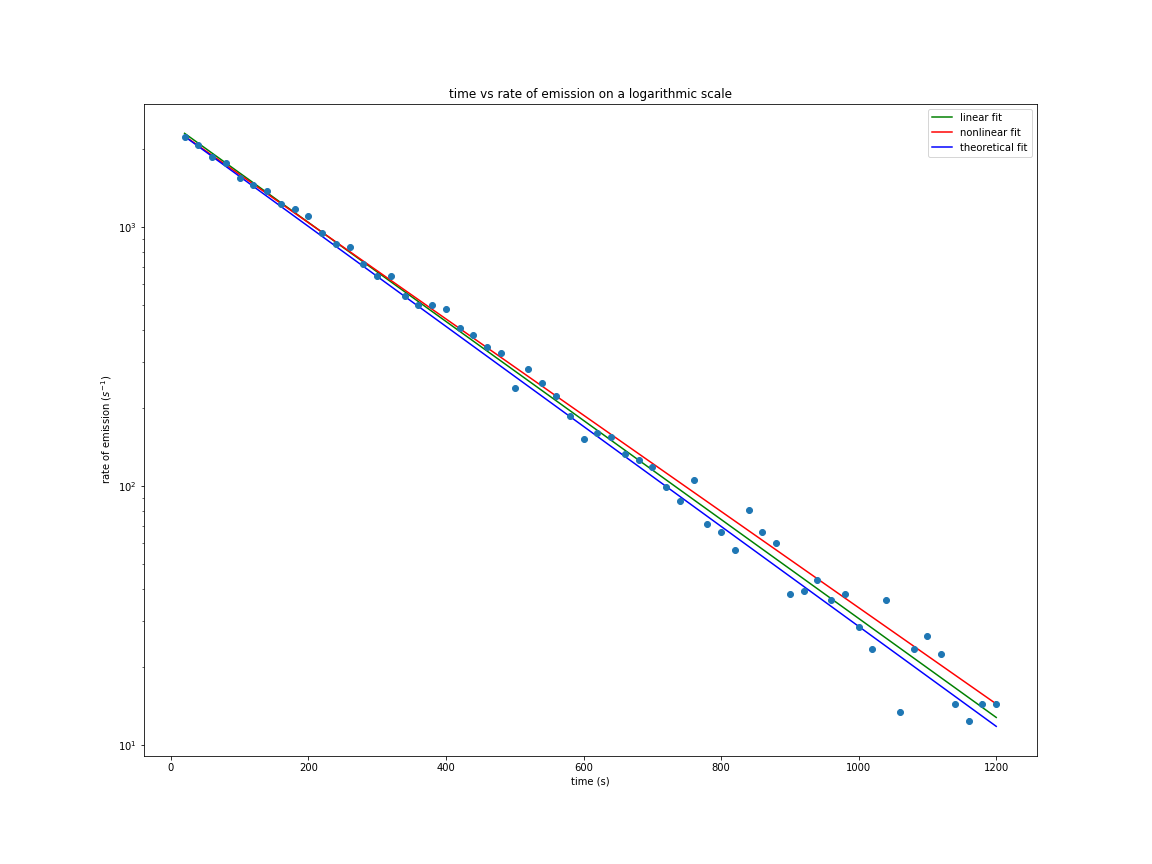 time vs rate of emission on a logarithmic scale
linear fit
nonlinear fit
theoretical fit
10³
10²
10¹
rate of emission (s⁻¹)
0 200 400 600 800 1000 1200
time (s)